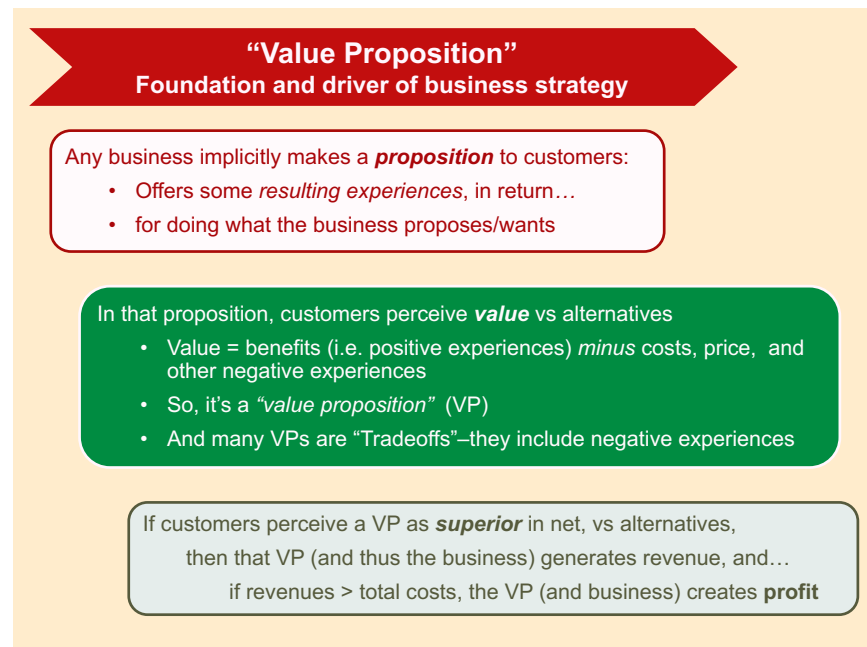 “Value Proposition”
Foundation and driver of business strategy
Any business implicitly makes a proposition to customers:
• Offers some resulting experiences, in return…
• for doing what the business proposes/wants
In that proposition, customers perceive value vs alternatives
• Value = benefits (i.e. positive experiences) minus costs, price, and
other negative experiences
• So, it’s a “value proposition” (VP)
• And many VPs are “Tradeoffs”–they include negative experiences
If customers perceive a VP as superior in net, vs alternatives,
then that VP (and thus the business) generates revenue, and…
if revenues > total costs, the VP (and business) creates profit